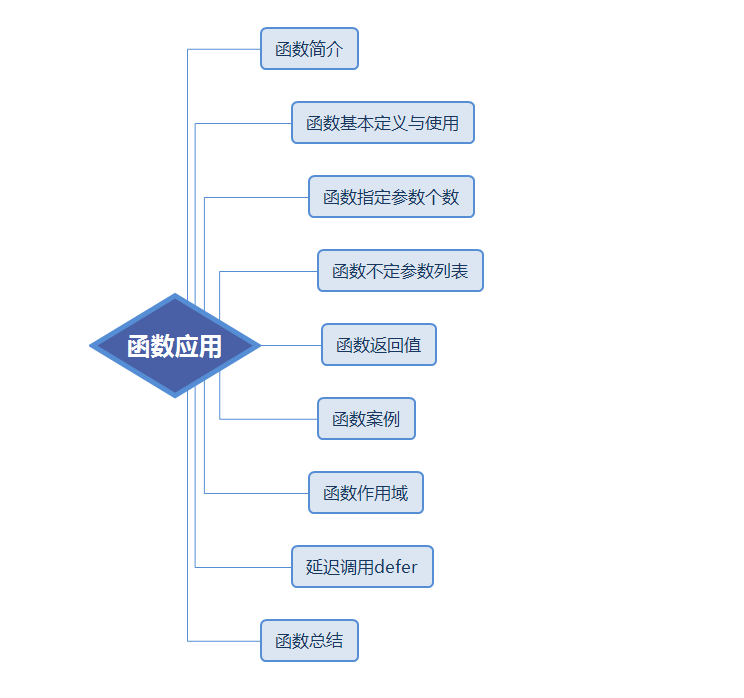 函数简介
函数基本定义与使用
函数指定参数个数
函数不定参数列表
函数应用
函数返回值
函数案例
函数作用域
延迟调用defer
函数总结